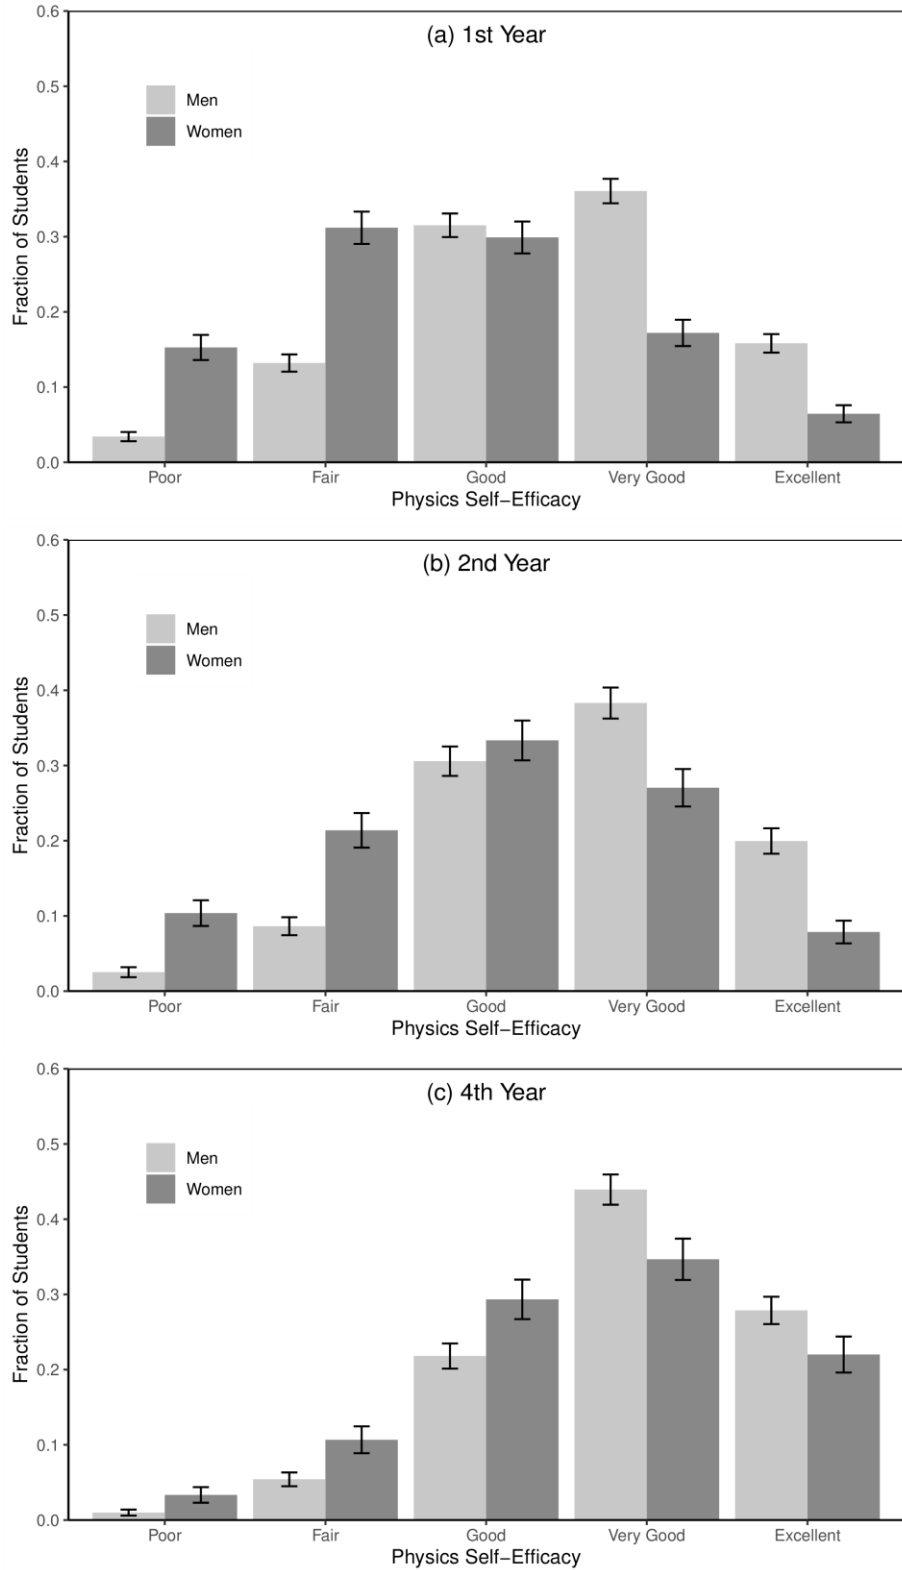 (a) 1st Year
Men
Women
Fraction of Students
0.6
0.5
0.4
0.3
0.2
0.1
0.0
Poor Fair Good Very Good Excellent
Physics Self−Efficacy
(b) 2nd Year
Men
Women
Fraction of Students
0.6
0.5
0.4
0.3
0.2
0.1
0.0
Poor Fair Good Very Good Excellent
Physics Self−Efficacy
(c) 4th Year
Men
Women
Fraction of Students
0.6
0.5
0.4
0.3
0.2
0.1
0.0
Poor Fair Good Very Good Excellent
Physics Self−Efficacy